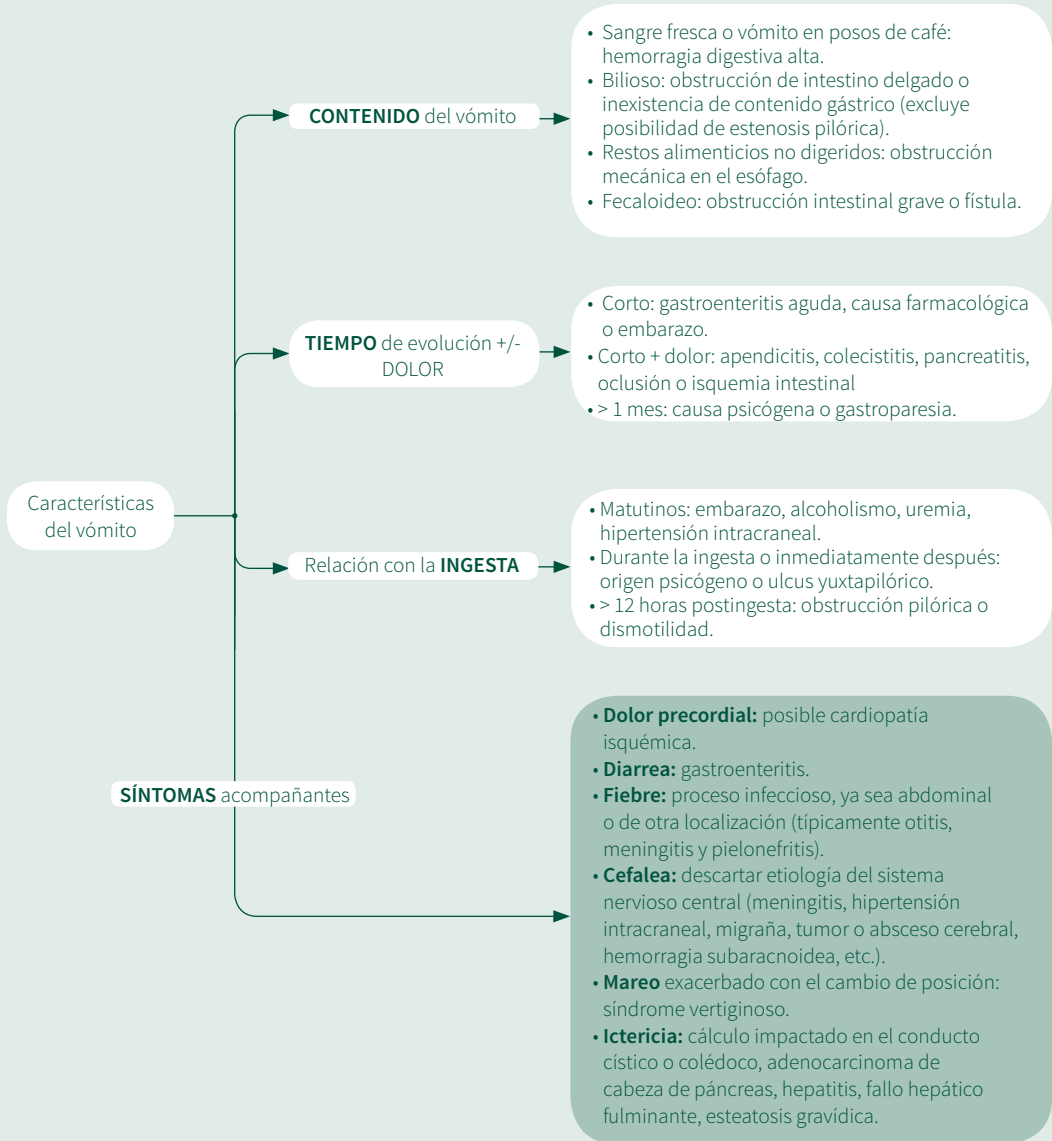 Características
del vómito
CONTENIDO del vómito
• Sangre fresca o vómito en posos de café:
hemorragia digestiva alta.
• Bilioso: obstrucción de intestino delgado o
inexistencia de contenido gástrico (excluye
posibilidad de estenosis pilórica).
• Restos alimenticios no digeridos: obstrucción
mecánica en el esófago.
• Fecaloideo: obstrucción intestinal grave o fístula.
TIEMPO de evolución +/-
DOLOR
• Corto: gastroenteritis aguda, causa farmacológica
o embarazo.
• Corto + dolor: apendicitis, colecistitis, pancreatitis,
oclusión o isquemia intestinal
• > 1 mes: causa psicógena o gastroparesia.
Relación con la INGESTA
• Matutinos: embarazo, alcoholismo, uremia,
hipertensión intracraneal.
• Durante la ingesta o inmediatamente después:
origen psicógeno o ulcus yuxtapilórico.
• > 12 horas postingesta: obstrucción pilórica o
dismotilidad.
SÍNTOMAS acompañantes
• Dolor precordial: posible cardiopatía
isquémica.
• Diarrea: gastroenteritis.
• Fiebre: proceso infeccioso, ya sea abdominal
o de otra localización (típicamente otitis,
meningitis y pielonefritis).
• Cefalea: descartar etiología del sistema
nervioso central (meningitis, hipertensión
intracraneal, migraña, tumor o absceso cerebral,
hemorragia subaracnoidea, etc.).
• Mareo exacerbado con el cambio de posición:
síndrome vertiginoso.
• Ictericia: cálculo impactado en el conducto
cístico o colédoco, adenocarcinoma de
cabeza de páncreas, hepatitis, fallo hepático
fulminante, esteatosis gravídica.